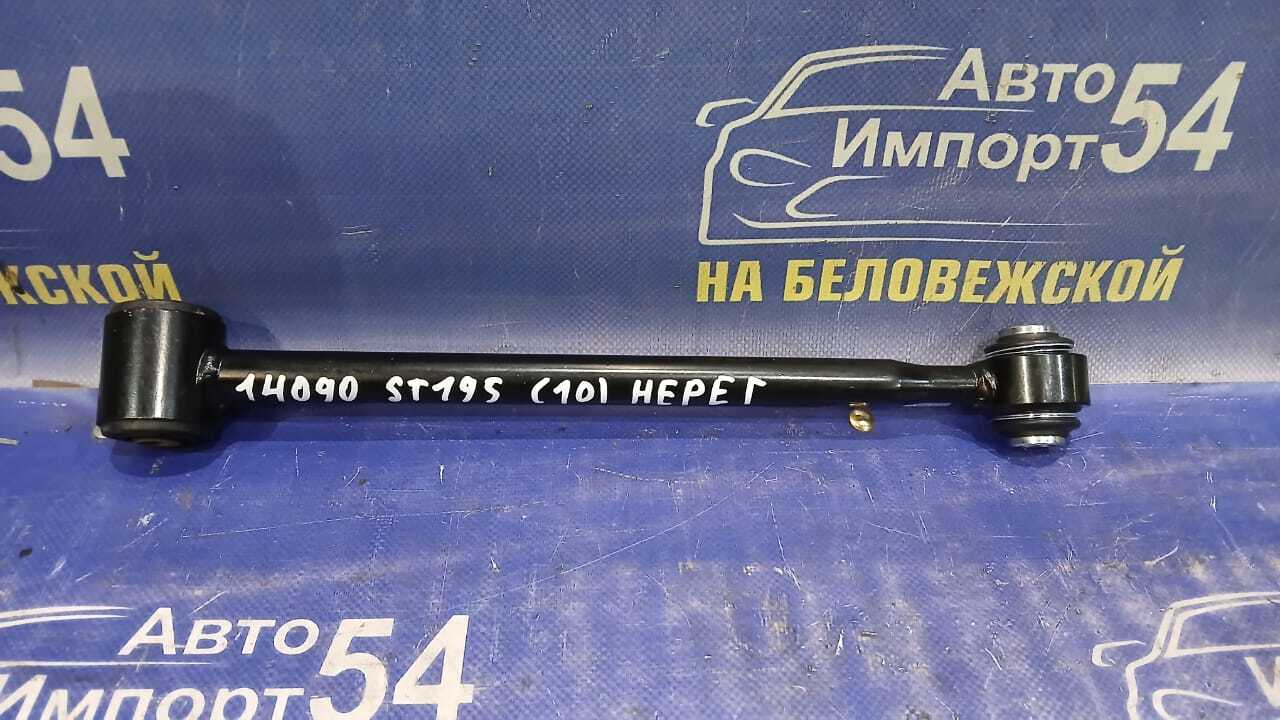 54
Авто
Импорт54
ЖСКОЙ
НА БЕЛОВЕЖСКОЙ
14090 ST195 (10) НЕРЕГ
Авто
Импорт54